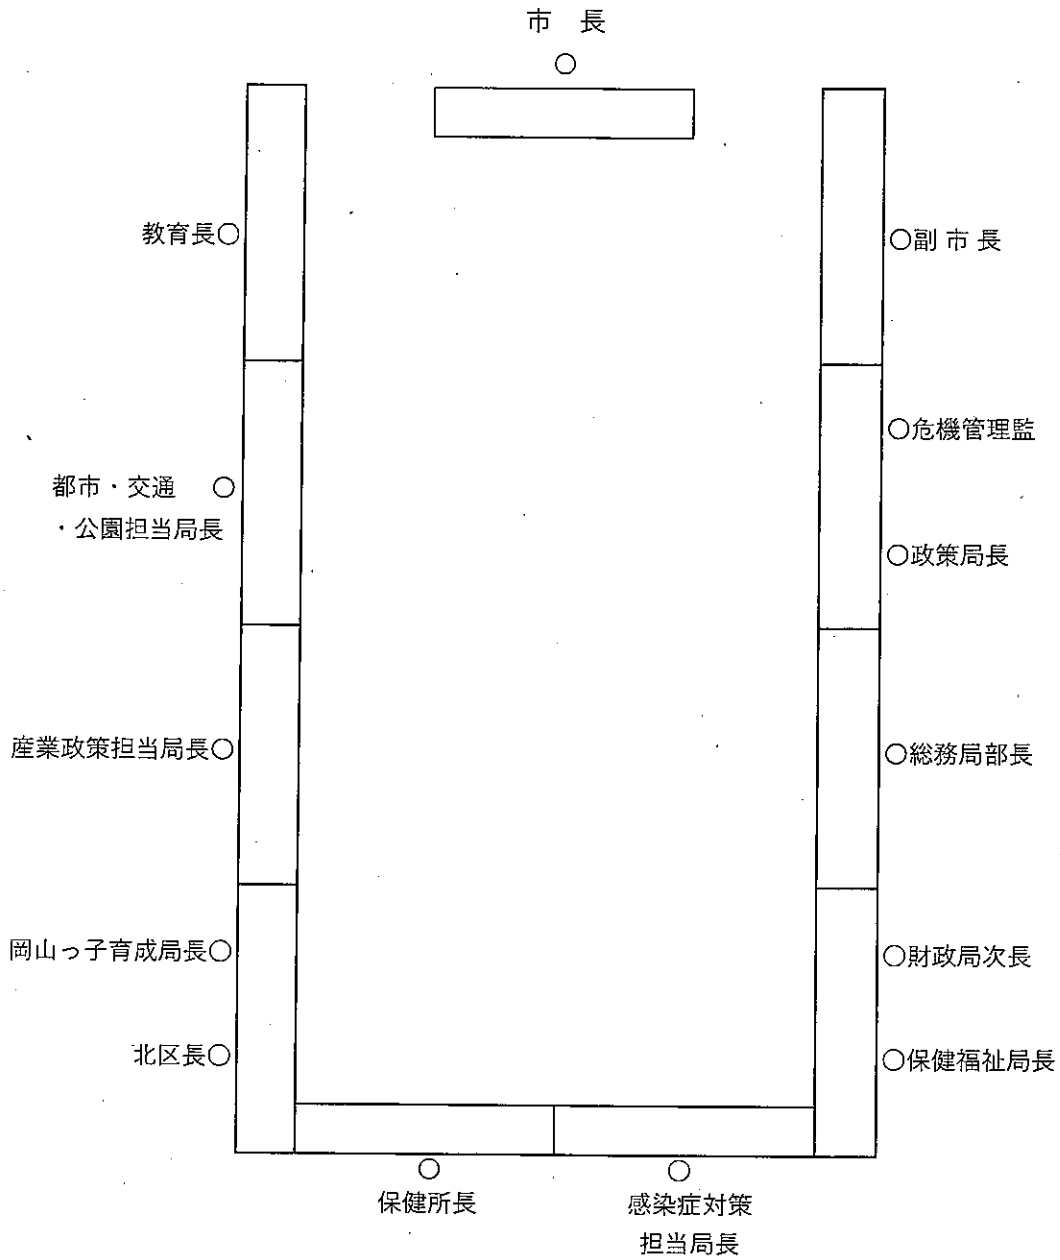 市 長
○
教育長○
○副 市 長
○危機管理監
都市・交通 ○
・公園担当局長
○政策局長
産業政策担当局長○
○総務局部長
岡山っ子育成局長○
○財政局次長
北区長○
○保健福祉局長
○
保健所長
○
感染症対策
担当局長